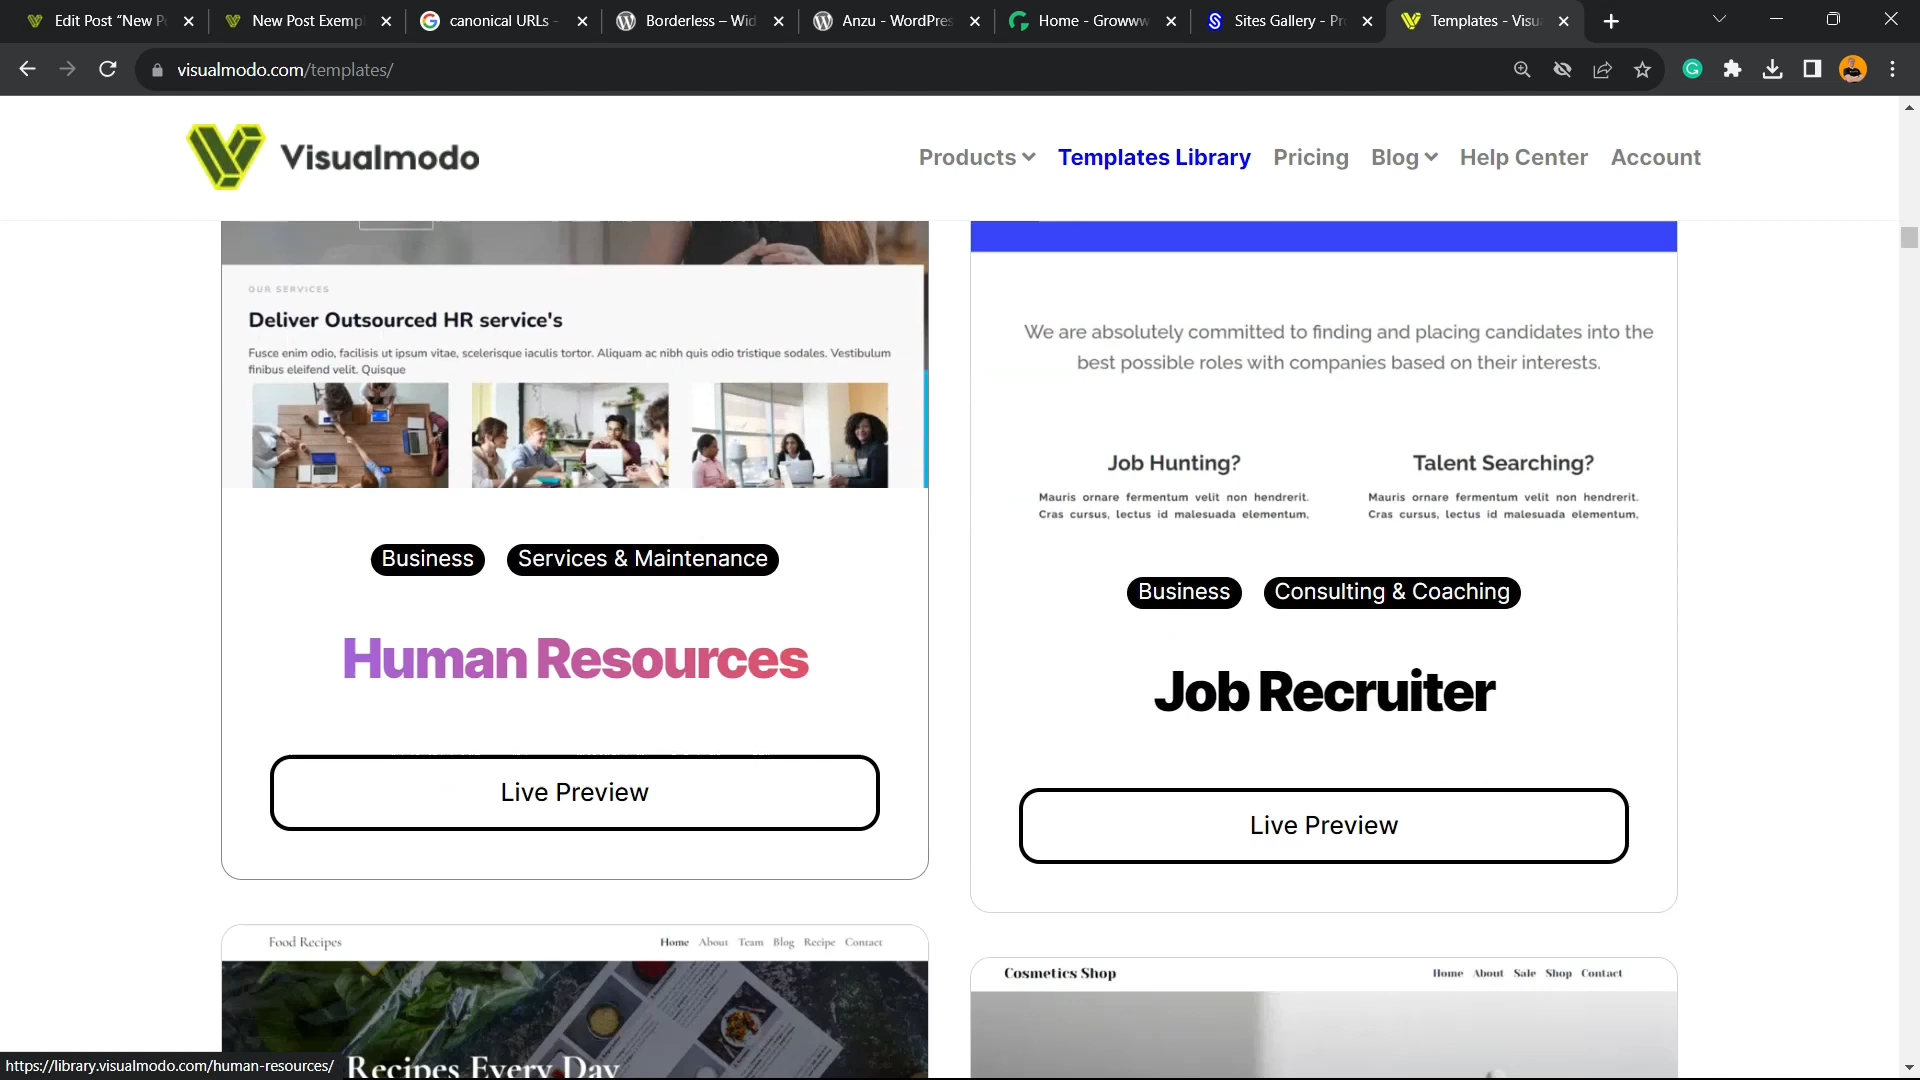 Edit Post “New P
New Post Exempl
canonical URLs -
Borderless – Wid
Anzu - WordPres
Home - Growww
Sites Gallery - Pr
Templates - Visu
visualmodo.com/templates/
Visualmodo
Products
Templates Library
Pricing
Blog
Help Center
Account
OUR SERVICES
Deliver Outsourced HR service's
Fusce enim odio, facilisis ut ipsum vitae, scelerisque iaculis tortor. Aliquam ac nibh quis odio tristique sodales. Vestibulum
finibus eleifend velit. Quisque
Business
Services & Maintenance
Human Resources
Live Preview
We are absolutely committed to finding and placing candidates into the
best possible roles with companies based on their interests.
Job Hunting?
Mauris ornare fermentum velit non hendrerit.
Cras cursus, lectus id malesuada elementum,
Talent Searching?
Mauris ornare fermentum velit non hendrerit.
Cras cursus, lectus id malesuada elementum,
Business
Consulting & Coaching
Job Recruiter
Live Preview
Food Recipes
Home About Team Blog Recipe Contact
Recipes Every Day
Cosmetics Shop
Home About Sale Shop Contact
https://library.visualmodo.com/human-resources/